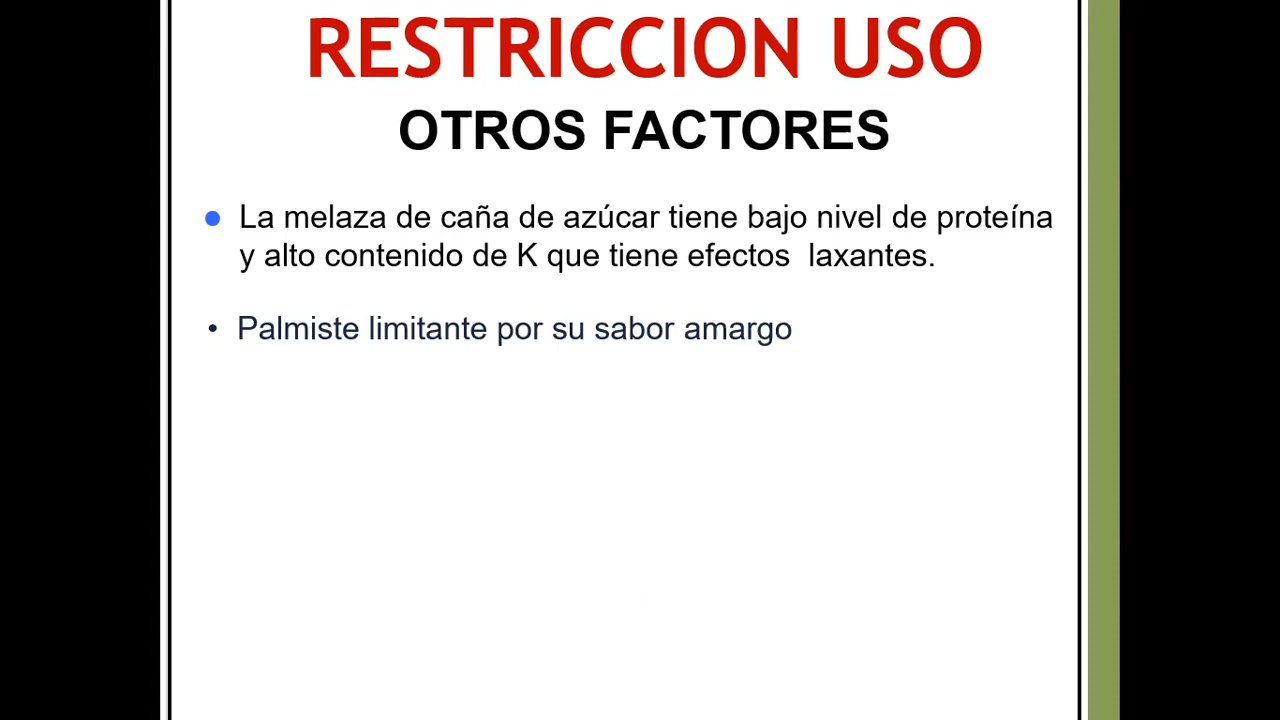 RESTRICCION USO
OTROS FACTORES
● La melaza de caña de azúcar tiene bajo nivel de proteína
y alto contenido de K que tiene efectos  laxantes.
• Palmiste limitante por su sabor amargo